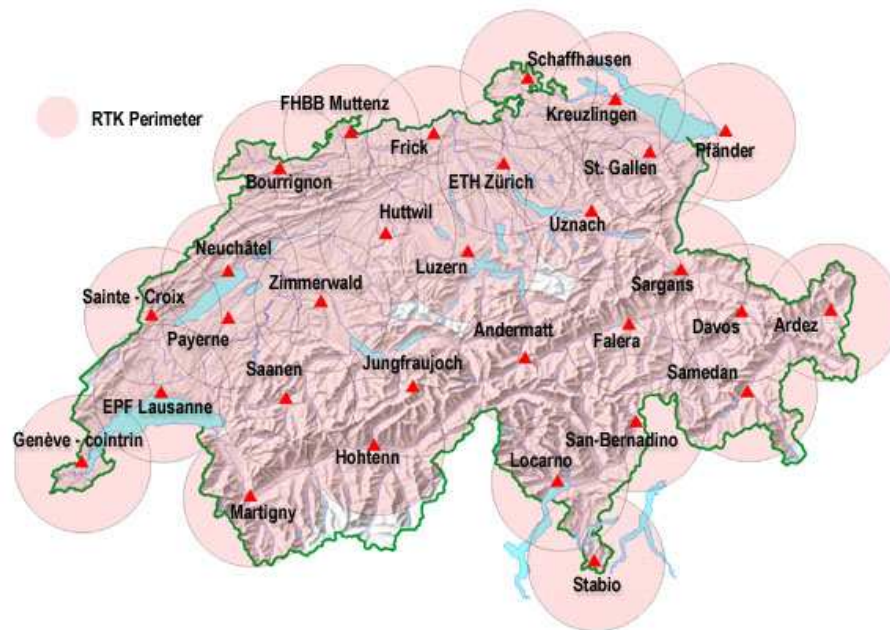 Schaffhausen
FHBB Muttenz
Kreuzlingen
RTK Perimeter
Frick
Pfänder
St. Gallen
Bourrignon
ETH Zürich
Huttwil
Uznach
Neuchâtel
Luzern
Zimmerwald
Sargans
Sainte - Croix
Andermatt
Payerne
Falera
Davos
Ardez
Jungfraujoch
Saanen
Samedan
EPF Lausanne
Genève - cointrin
San-Bernadino
Hohtenn
Locarno
Martigny
Stabio